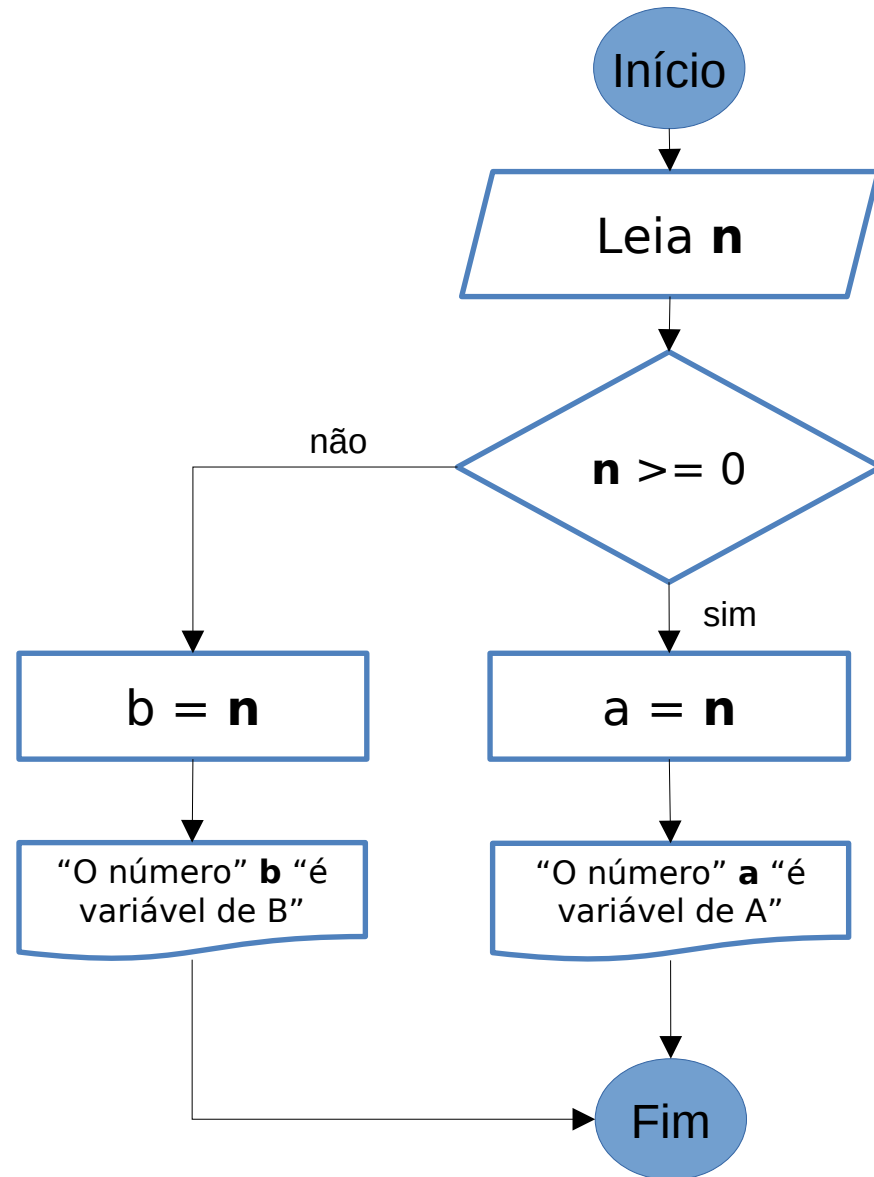 Início
Leia n
n >= 0
não
sim
b = n
a = n
“O número” b “é
variável de B”
“O número” a “é
variável de A”
Fim